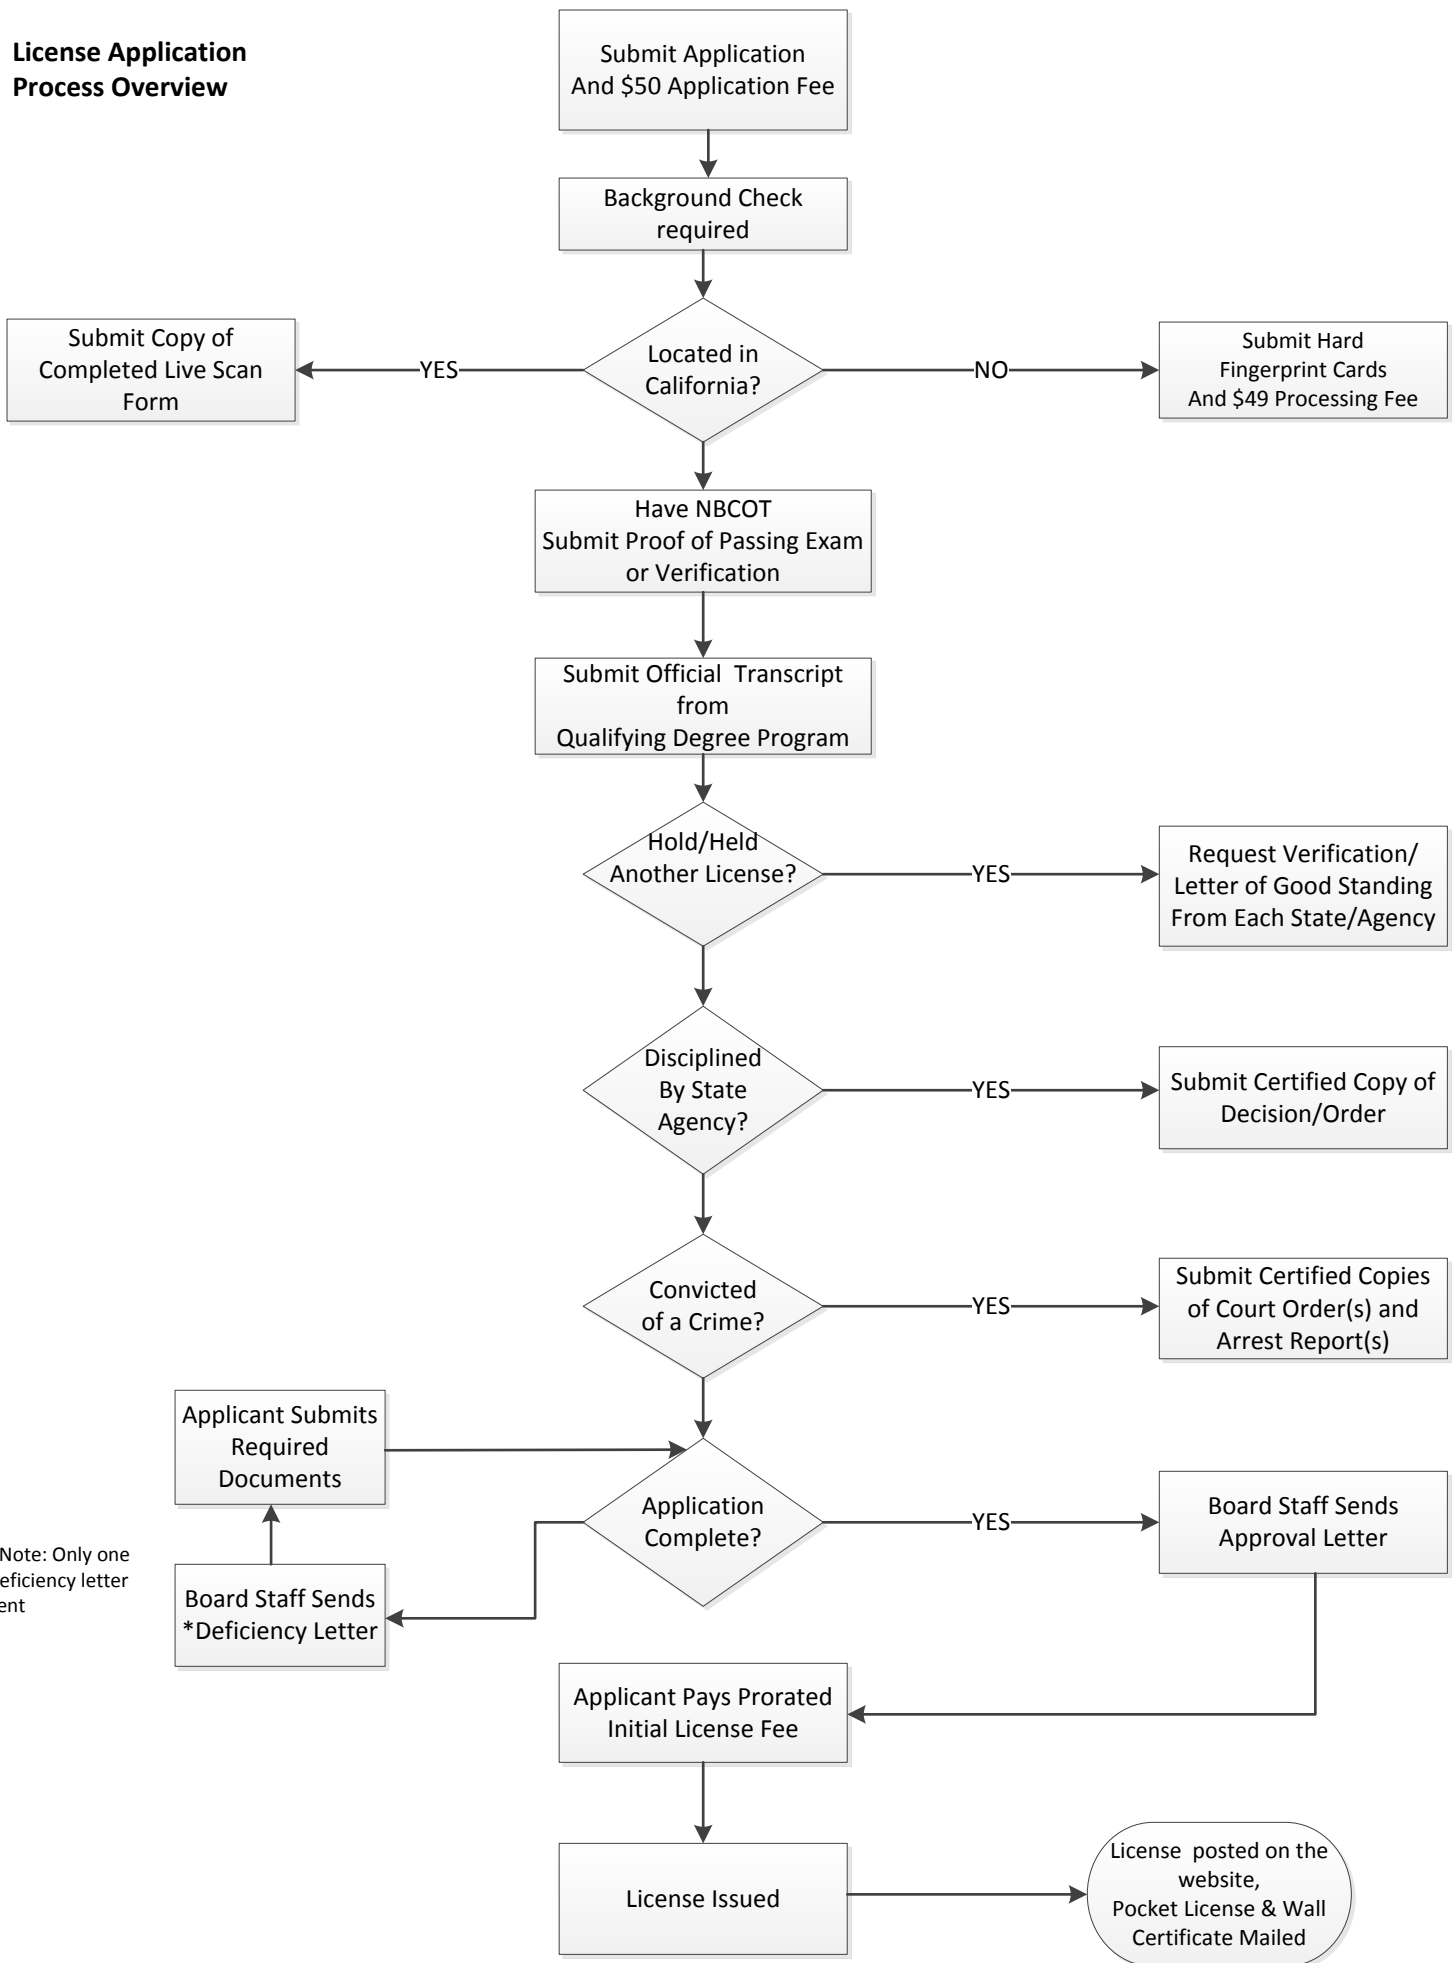 License Application
Process Overview
Submit Application
And $50 Application Fee
Background Check
required
Located in
California?
YES
Submit Copy of
Completed Live Scan
Form
NO
Submit Hard
Fingerprint Cards
And $49 Processing Fee
Have NBCOT
Submit Proof of Passing Exam
or Verification
Submit Official Transcript
from
Qualifying Degree Program
Hold/Held
Another License?
YES
Request Verification/
Letter of Good Standing
From Each State/Agency
Disciplined
By State
Agency?
YES
Submit Certified Copy of
Decision/Order
Convicted
of a Crime?
YES
Submit Certified Copies
of Court Order(s) and
Arrest Report(s)
Applicant Submits
Required
Documents
Application
Complete?
YES
Board Staff Sends
Approval Letter
Note: Only one
eficiency letter
ent
Board Staff Sends
*Deficiency Letter
Applicant Pays Prorated
Initial License Fee
License Issued
License posted on the
website,
Pocket License & Wall
Certificate Mailed